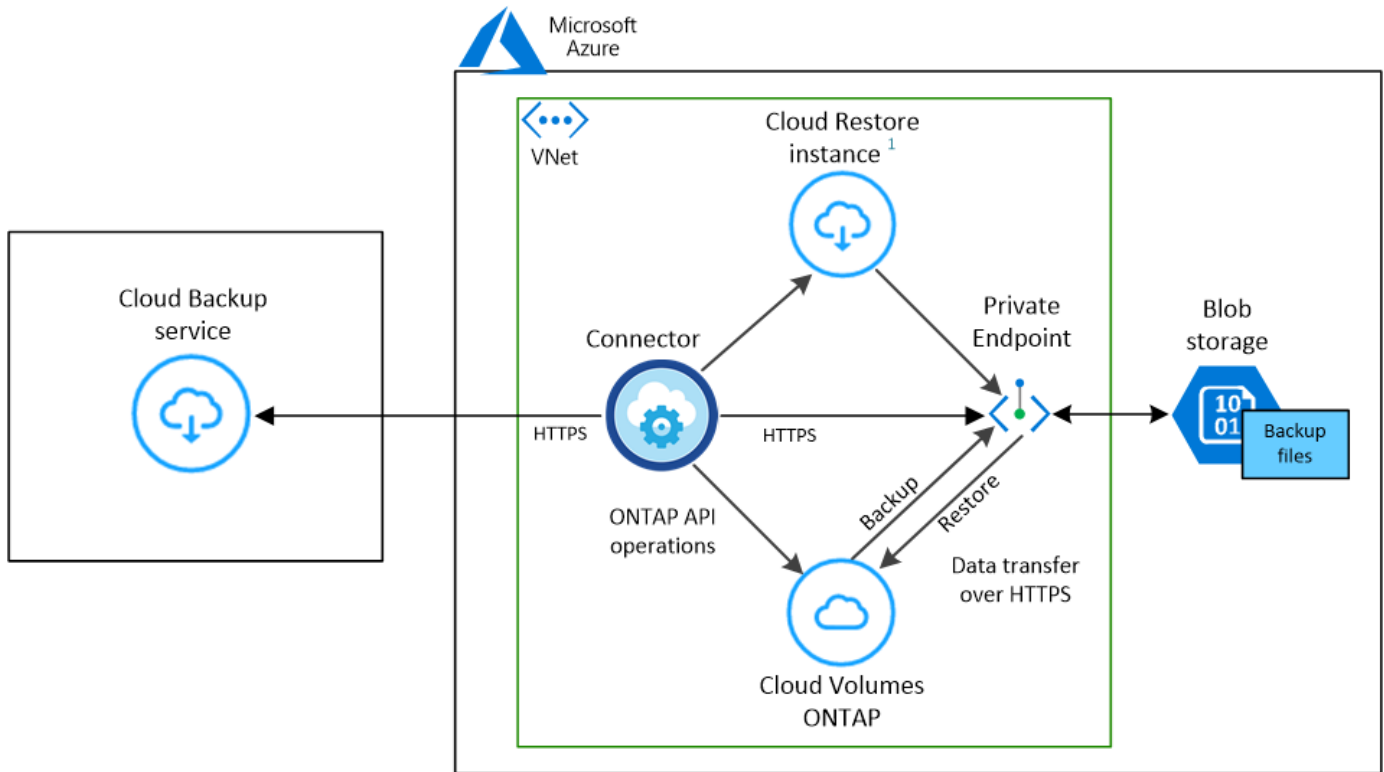 Microsoft
Azure
VNet
Cloud Restore
instance 1
Cloud Backup
service
Connector
Private
Endpoint
Blob
storage
10
01
Backup
files
HTTPS
HTTPS
ONTAP API
operations
Backup
Restore
Data transfer
over HTTPS
Cloud Volumes
ONTAP